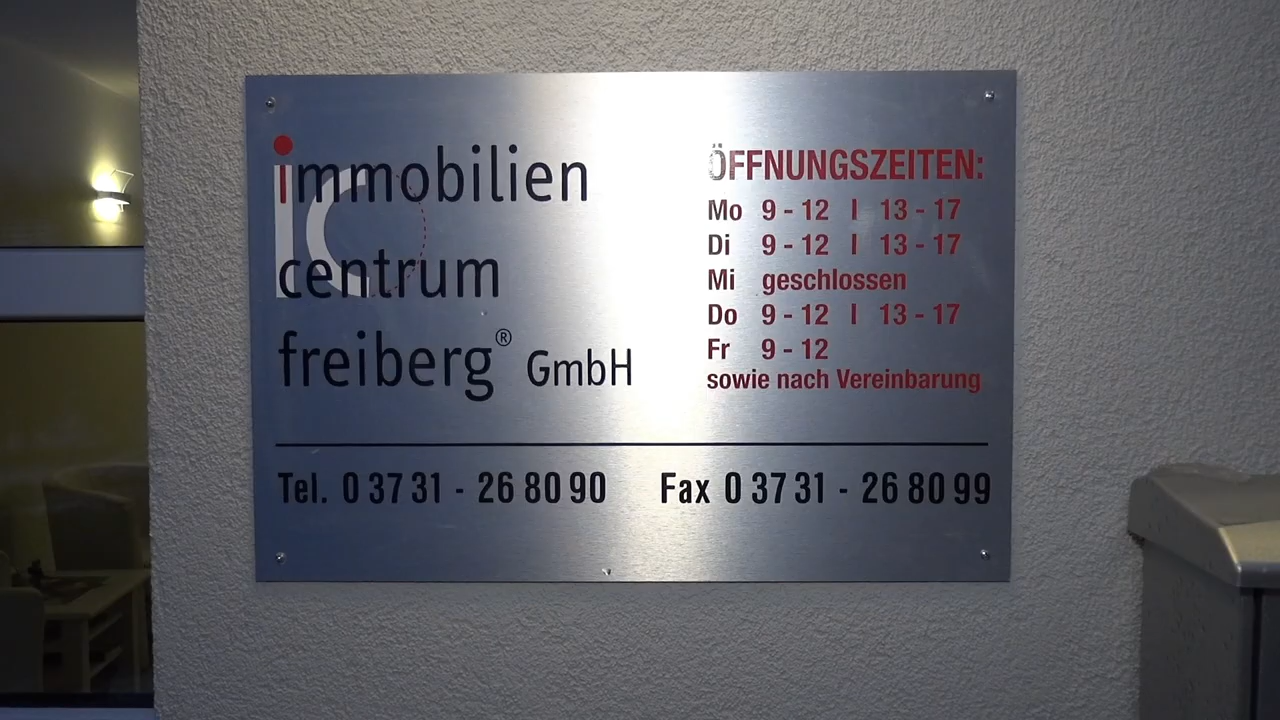 immobilien
centrum
freiberg® GmbH
ÖFFNUNGSZEITEN:
Mo 9 - 12 | 13 - 17
Di 9 - 12 | 13 - 17
Mi geschlossen
Do 9 - 12 | 13 - 17
Fr 9 - 12
sowie nach Vereinbarung
Tel. 0 37 31 - 26 80 90 Fax 0 37 31 - 26 80 99